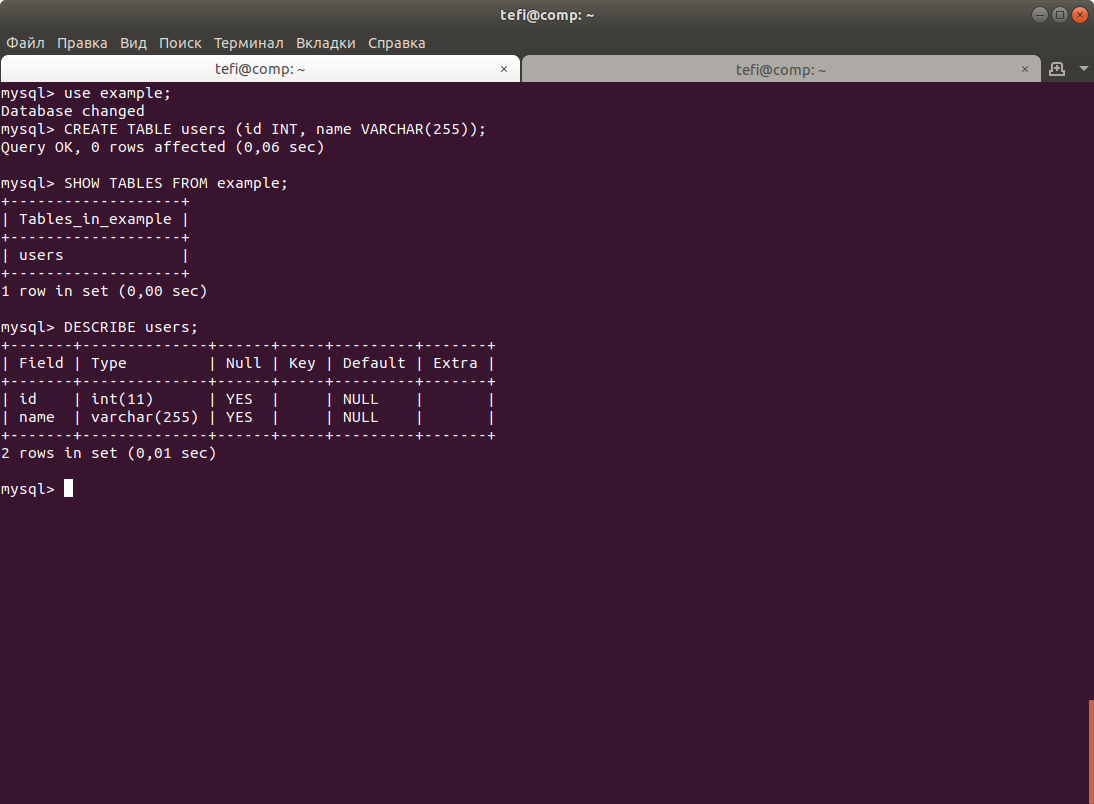 tefi@comp: ~
Файл Правка Вид Поиск Терминал Вкладки Справка
tefi@comp: ~ × tefi@comp: ~ ×
mysql> use example;
Database changed
mysql> CREATE TABLE users (id INT, name VARCHAR(255));
Query OK, 0 rows affected (0,06 sec)
mysql> SHOW TABLES FROM example;
+-------------------+
| Tables_in_example |
+-------------------+
| users             |
+-------------------+
1 row in set (0,00 sec)
mysql> DESCRIBE users;
+-------+--------------+------+-----+---------+-------+
| Field | Type         | Null | Key | Default | Extra |
+-------+--------------+------+-----+---------+-------+
| id    | int(11)      | YES  |     | NULL    |       |
| name  | varchar(255) | YES  |     | NULL    |       |
+-------+--------------+------+-----+---------+-------+
2 rows in set (0,01 sec)
mysql>